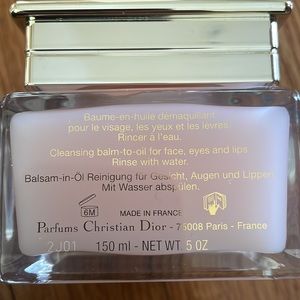 Baume-en-huile démaquillant
pour le visage, les yeux et les lèvres.
Rincer à l'eau.
Cleansing balm-to-oil for face, eyes and lips
Rinse with water.
Balsam-in-Öl Reinigung für Gesicht, Augen und Lippen
Mit Wasser abspülen.
6M
MADE IN FRANCE
Parfums Christian Dior - 75008 Paris - France
2J01
150 ml - NET WT. 5 OZ